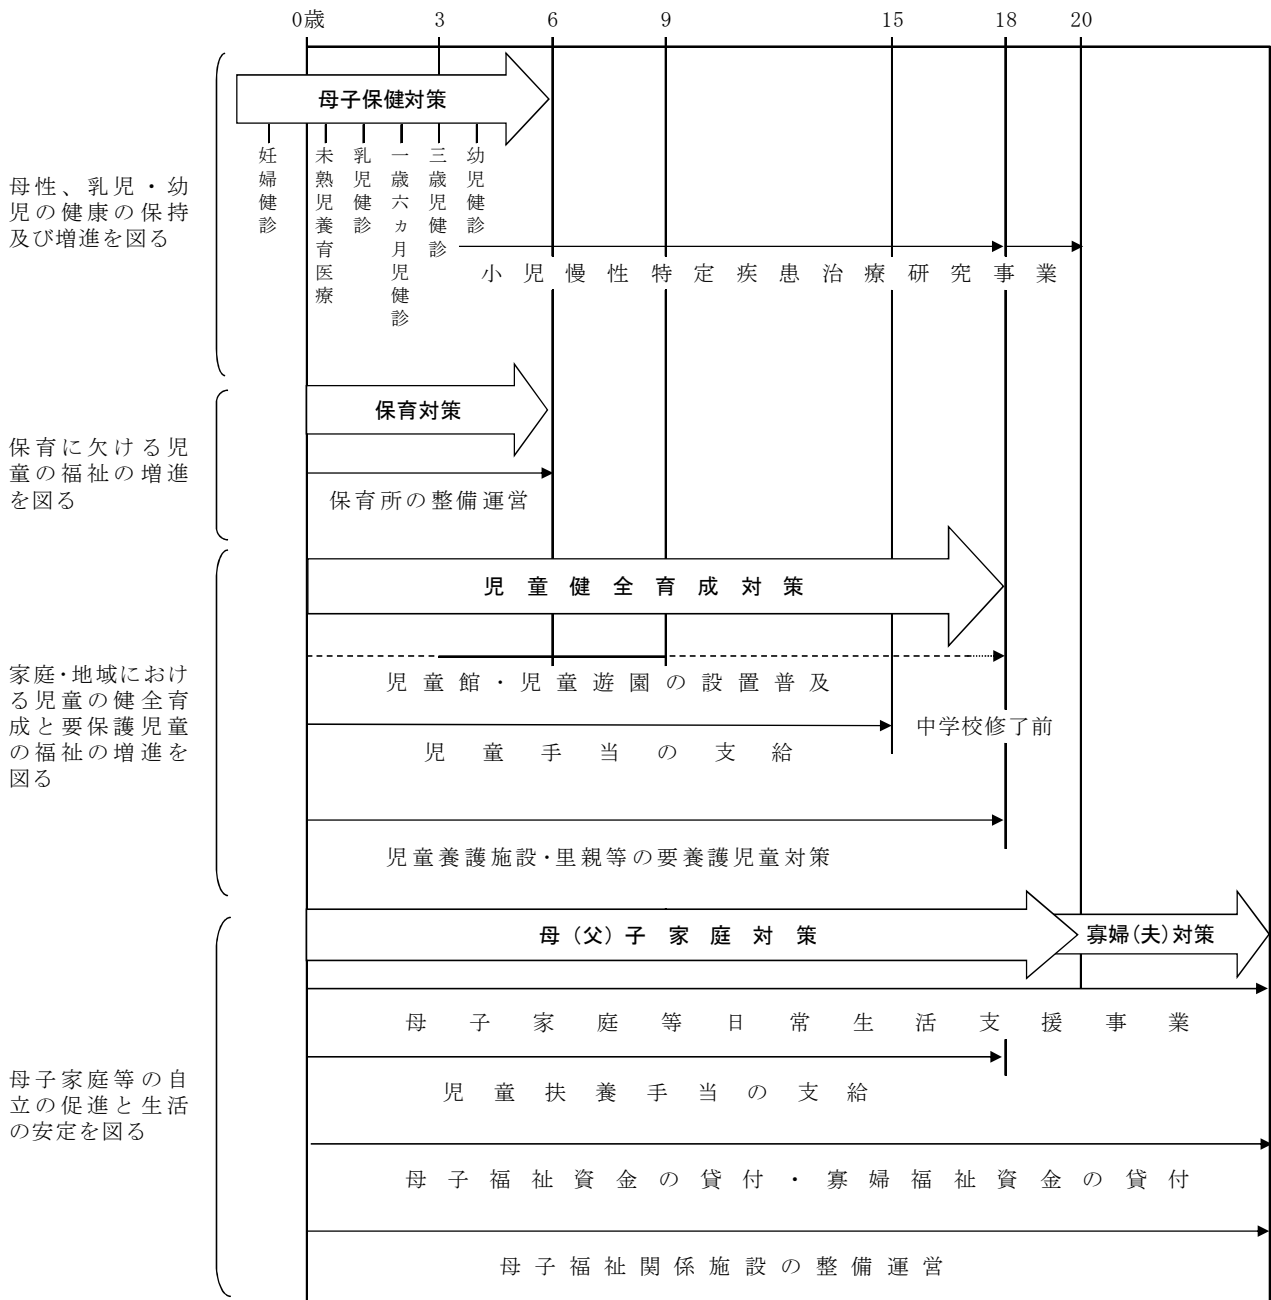 0歳 3 6 9 15 18 20
母子保健対策
妊婦健診
未熟児養育医療
乳児健診
一歳六ヵ月児健診
三歳児健診
幼児健診
母性、乳児・幼
児の健康の保持
及び増進を図る
小児慢性特定疾患治療研究事業
保育対策
保育に欠ける児
童の福祉の増進
を図る
保育所の整備運営
児童健全育成対策
家庭・地域におけ
る児童の健全育
成と要保護児童
の福祉の増進を
図る
児童館・児童遊園の設置普及
中学校修了前
児童手当の支給
児童養護施設・里親等の要養護児童対策
母(父)子家庭対策
寡婦(夫)対策
母子家庭等日常生活支援事業
母子家庭等の自
立の促進と生活
の安定を図る
児童扶養手当の支給
母子福祉資金の貸付・寡婦福祉資金の貸付
母子福祉関係施設の整備運営